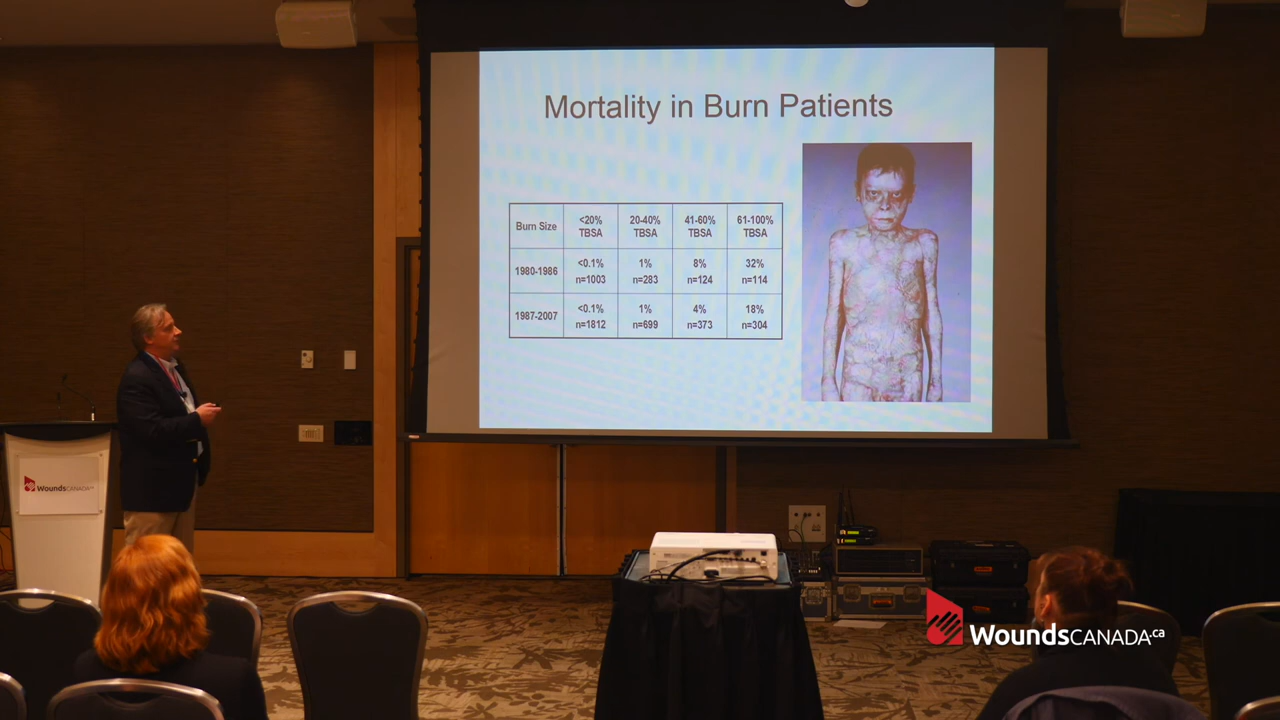 Mortality in Burn Patients
Burn Size <20% TBSA 20-40% TBSA 41-60% TBSA 61-100% TBSA
1980-1986 <0.1% n=1003 1% n=283 8% n=124 32% n=114
1987-2007 <0.1% n=1812 1% n=699 4% n=373 18% n=304
WoundsCANADA.ca
WoundsCANADA.ca